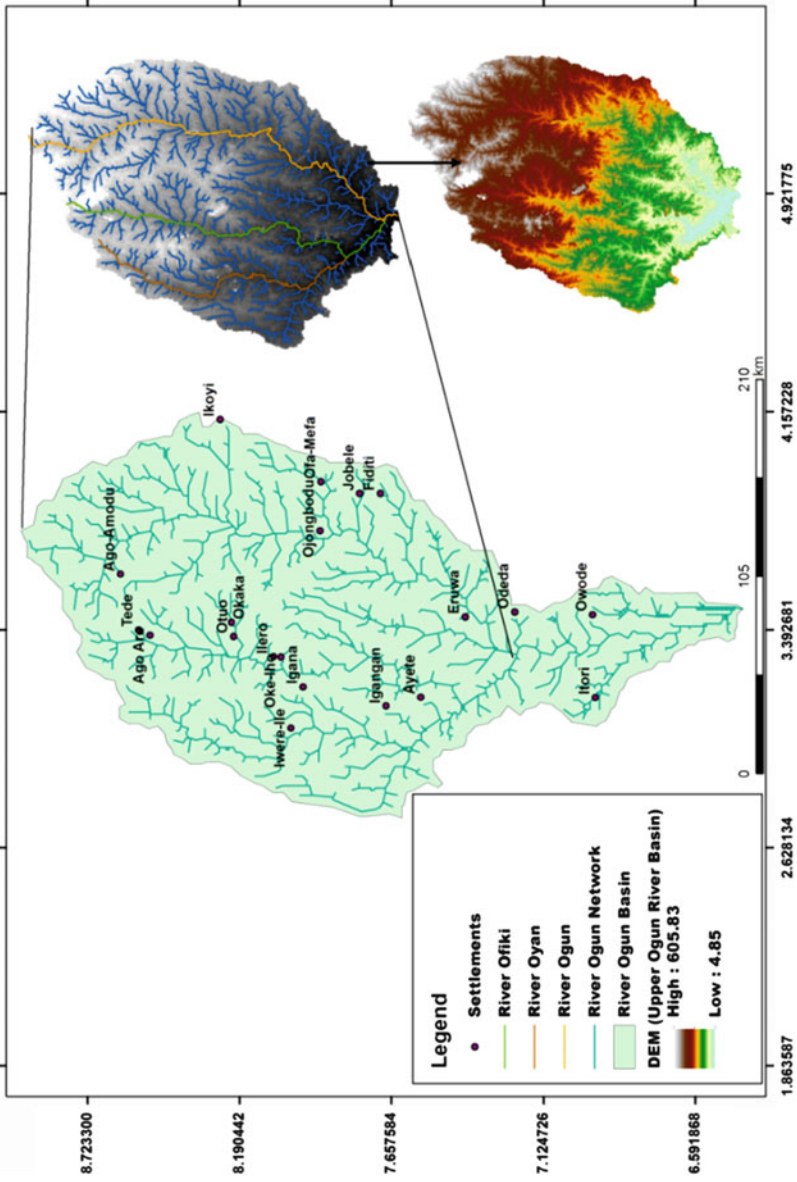 8.723300
8.190442
7.657584
7.124726
6.591868
Ago-Amodu
Tede
Ago Are
Ikoyi
Otuo
Okaka
Ilero
Oke-Iho
Igana
Iwere-Ile
Ojongbodu
Ofa-Mefa
Jobele
Fiditi
Igangan
Ayete
Eruwa
Odeda
Owode
Itori
Legend
Settlements
River Ofiki
River Oyan
River Ogun
River Ogun Network
River Ogun Basin
DEM (Upper Ogun River Basin)
High : 605.83
Low : 4.85
0 105 210
km
1.863587 2.628134 3.392681 4.157228 4.921775